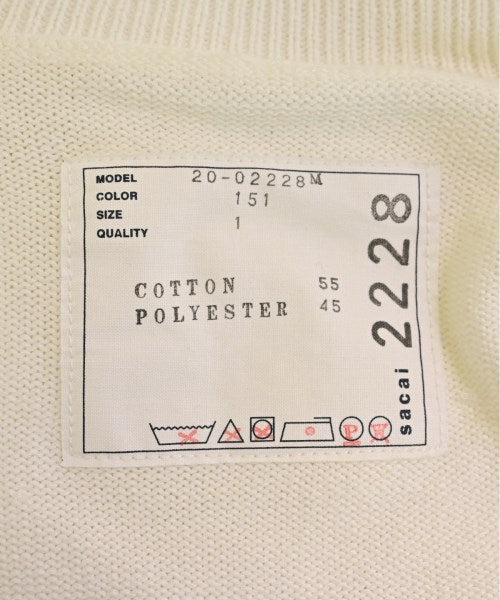 MODEL 20-02228M
COLOR 151
SIZE 1
QUALITY
COTTON 55
POLYESTER 45
P W
sacai 2228